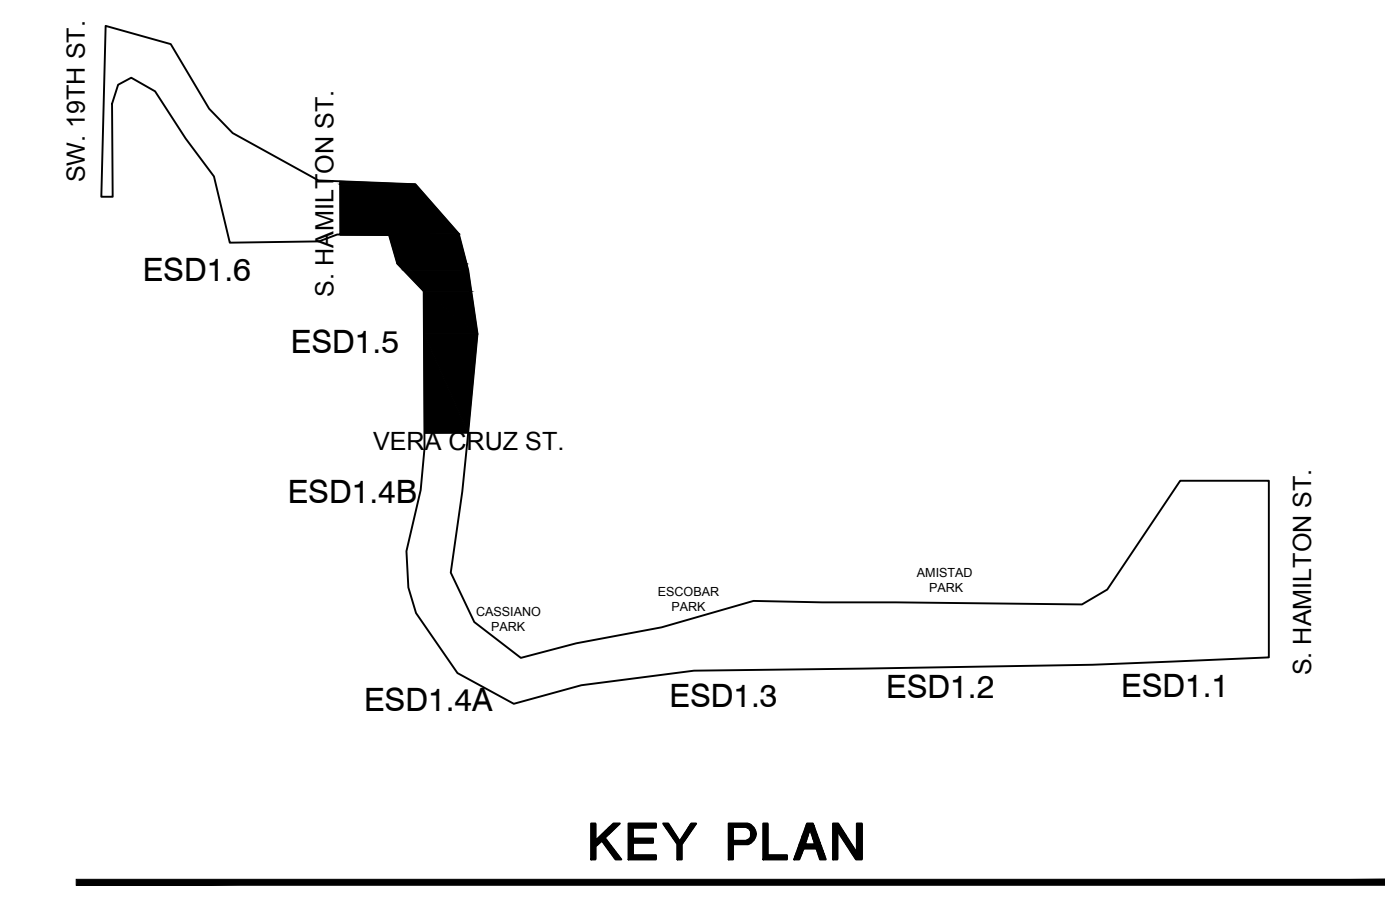 SW. 19TH ST.
S. HAMILTON ST.
ESD1.6
ESD1.5
VERA CRUZ ST.
ESD1.4B
S. HAMILTON ST.
AMISTAD
PARK
ESCOBAR
PARK
CASSIANO
PARK
ESD1.4A
ESD1.3
ESD1.2
ESD1.1
KEY PLAN